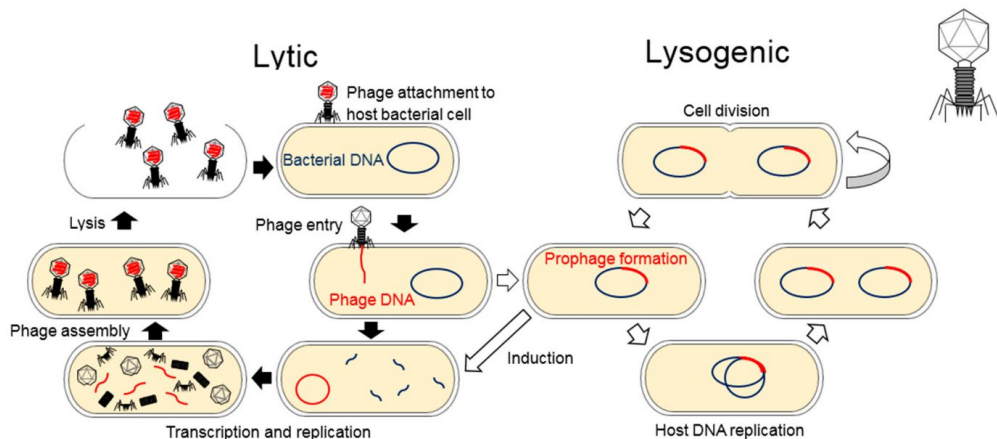 Lytic
Lysogenic
Phage attachment to
host bacterial cell
Cell division
Bacterial DNA
Lysis
Phage entry
Prophage formation
Phage DNA
Phage assembly
Induction
Transcription and replication
Host DNA replication